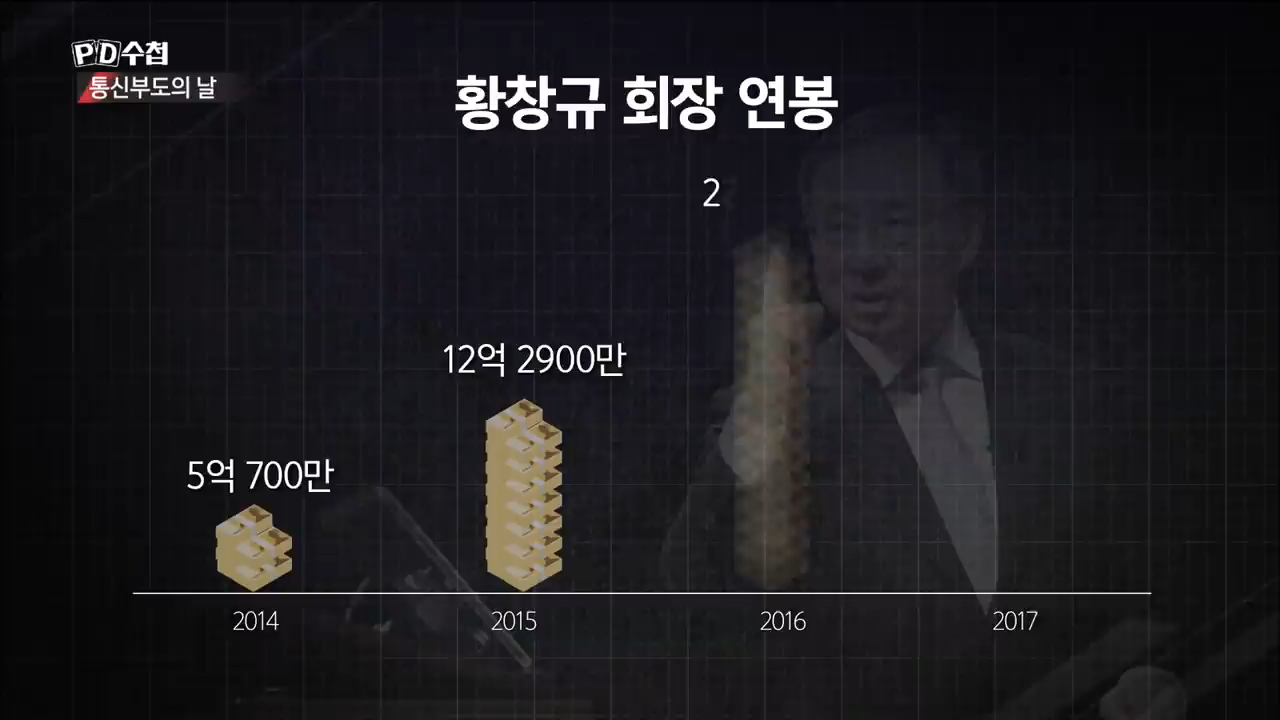 PD수첩
통신부도의 날
황창규 회장 연봉
2
12억 2900만
5억 700만
2014 2015 2016 2017